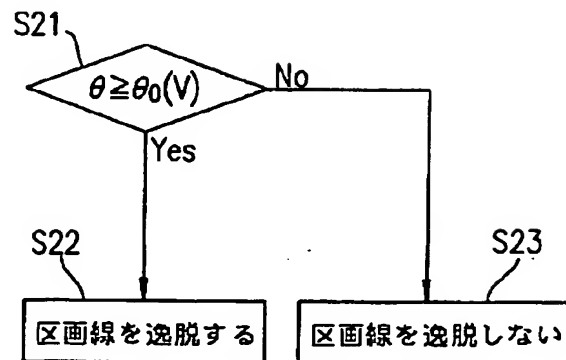 S21
θ≧θ0(V)
No
Yes
S22
S23
区画線を逸脱する
区画線を逸脱しない